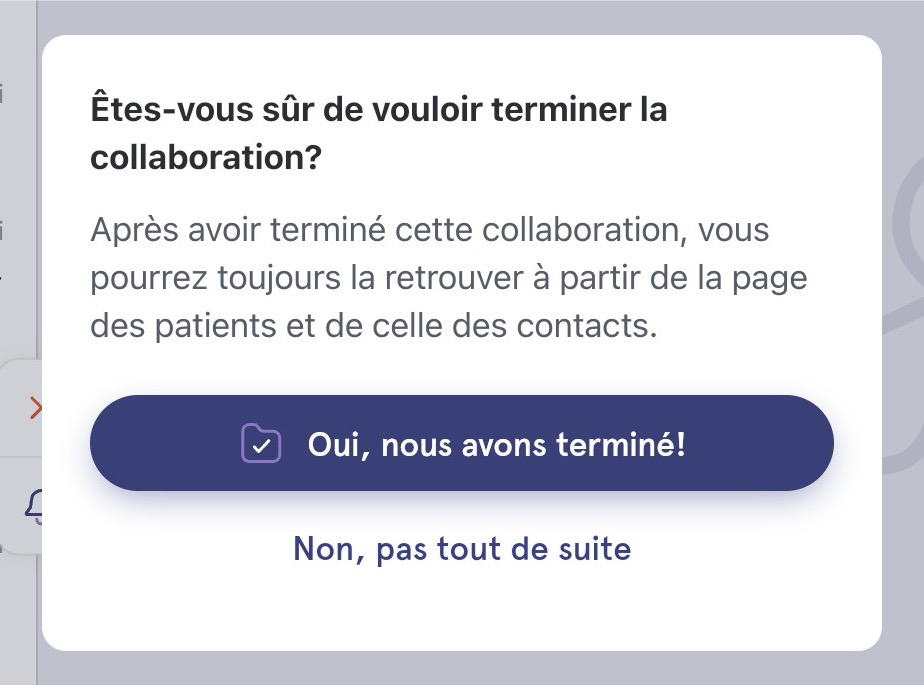 Êtes-vous sûr de vouloir terminer la
collaboration?
Après avoir terminé cette collaboration, vous
pourrez toujours la retrouver à partir de la page
des patients et de celle des contacts.
Oui, nous avons terminé!
Non, pas tout de suite